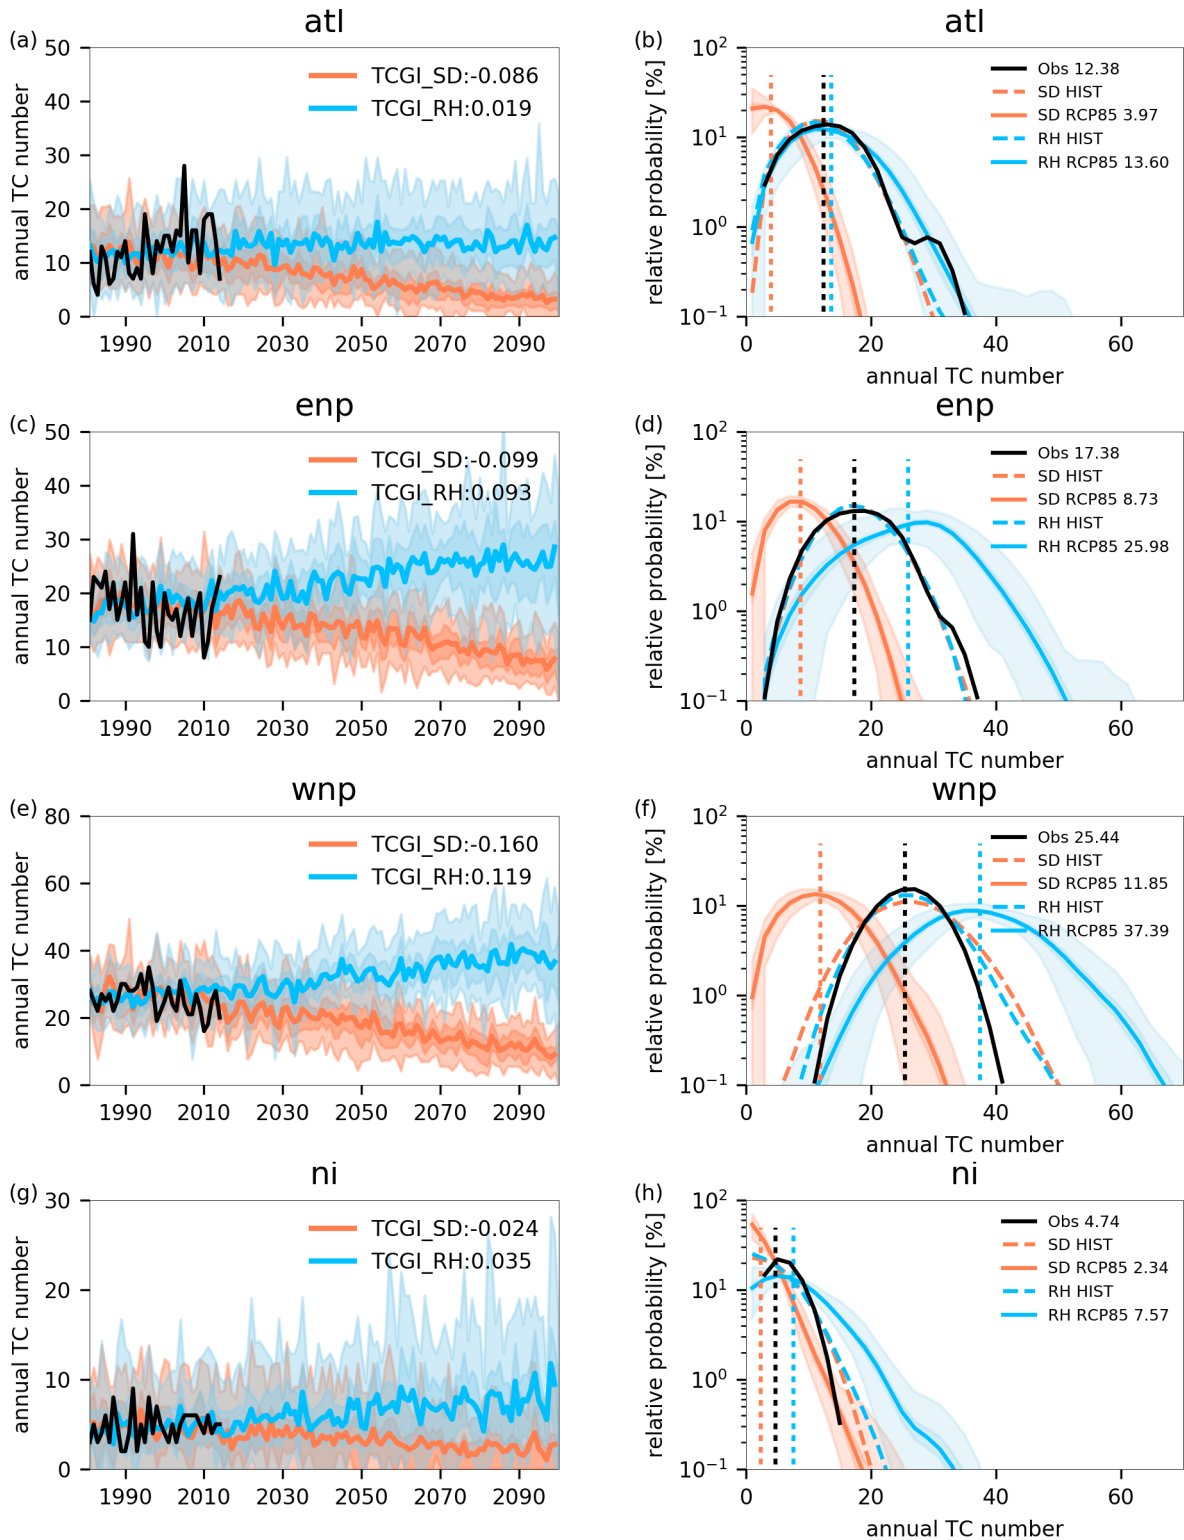 (a)
atl
50
40
30
20
10
0
annual TC number
TCGI_SD:-0.086
TCGI_RH:0.019
1990 2010 2030 2050 2070 2090
(b)
atl
10²
10¹
10⁰
10⁻¹
relative probability [%]
Obs 12.38
SD HIST
SD RCP85 3.97
RH HIST
RH RCP85 13.60
0 20 40 60
annual TC number
(c)
enp
50
40
30
20
10
0
annual TC number
TCGI_SD:-0.099
TCGI_RH:0.093
1990 2010 2030 2050 2070 2090
(d)
enp
10²
10¹
10⁰
10⁻¹
relative probability [%]
Obs 17.38
SD HIST
SD RCP85 8.73
RH HIST
RH RCP85 25.98
0 20 40 60
annual TC number
(e)
wnp
80
60
40
20
0
annual TC number
TCGI_SD:-0.160
TCGI_RH:0.119
1990 2010 2030 2050 2070 2090
(f)
wnp
10²
10¹
10⁰
10⁻¹
relative probability [%]
Obs 25.44
SD HIST
SD RCP85 11.85
RH HIST
RH RCP85 37.39
0 20 40 60
annual TC number
(g)
ni
30
20
10
0
annual TC number
TCGI_SD:-0.024
TCGI_RH:0.035
1990 2010 2030 2050 2070 2090
(h)
ni
10²
10¹
10⁰
10⁻¹
relative probability [%]
Obs 4.74
SD HIST
SD RCP85 2.34
RH HIST
RH RCP85 7.57
0 20 40 60
annual TC number